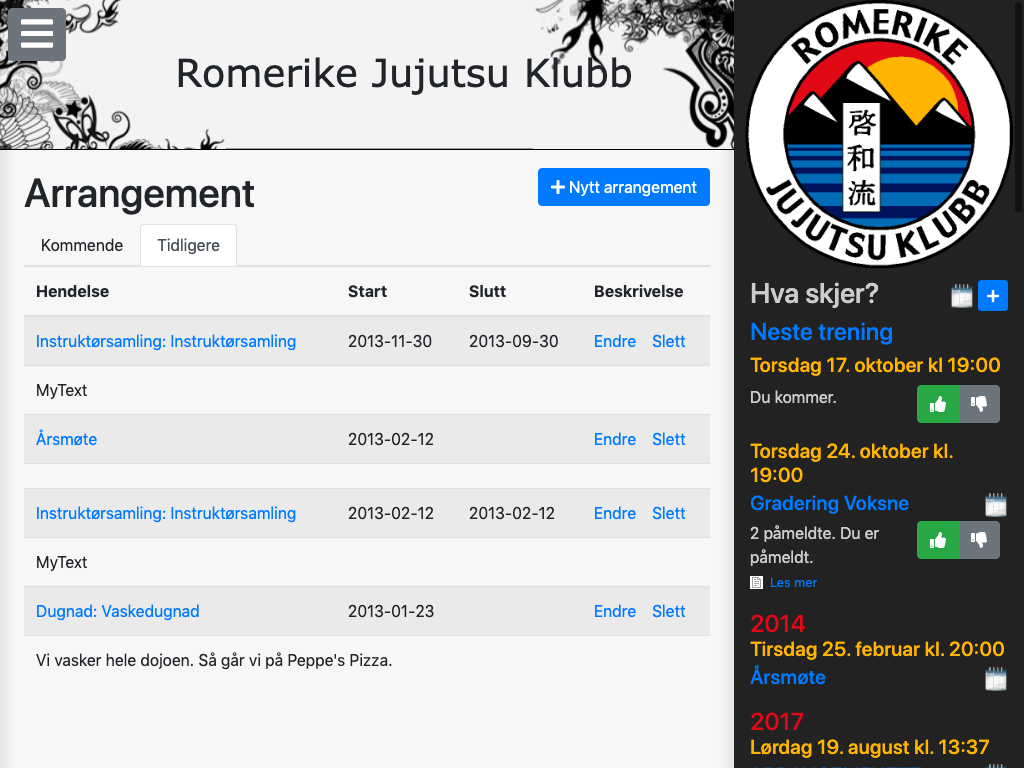 Romerike Jujutsu Klubb
Arrangement
Nytt arrangement
Kommende Tidligere
Hendelse Start Slutt Beskrivelse
Instruktørsamling: Instruktørsamling 2013-11-30 2013-09-30 Endre Slett
MyText
Årsmøte 2013-02-12 Endre Slett
Instruktørsamling: Instruktørsamling 2013-02-12 2013-02-12 Endre Slett
MyText
Dugnad: Vaskedugnad 2013-01-23 Endre Slett
Vi vasker hele dojoen. Så går vi på Peppe's Pizza.
ROMERIKE
啓和流
JUJUTSU KLUBB
Hva skjer?
Neste trening
Torsdag 17. oktober kl 19:00
Du kommer.
Torsdag 24. oktober kl.
19:00
Gradering Voksne
2 påmeldte. Du er
påmeldt.
Les mer
2014
Tirsdag 25. februar kl. 20:00
Årsmøte
2017
Lørdag 19. august kl. 13:37